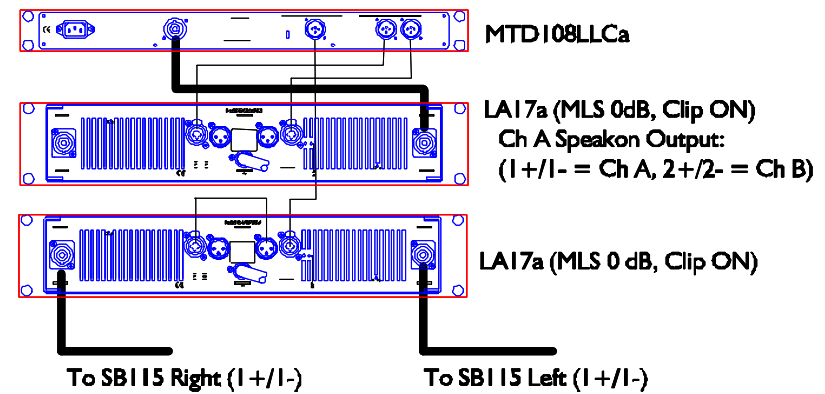 MTD108LLCa
LA17a (MLS 0dB, Clip ON)
Ch A Speakon Output:
(1+/1- = Ch A, 2+/2- = Ch B)
LA17a (MLS 0 dB, Clip ON)
To SB115 Right (1+/1-)
To SB115 Left (1+/1-)